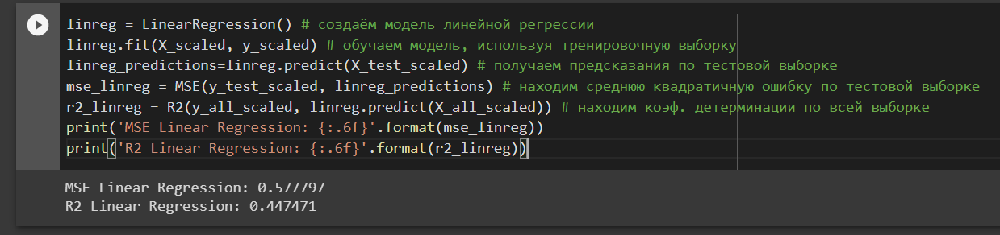 linreg = LinearRegression() # создаём модель линейной регрессии
linreg.fit(X_scaled, y_scaled) # обучаем модель, используя тренировочную выборку
linreg_predictions=linreg.predict(X_test_scaled) # получаем предсказания по тестовой выборке
mse_linreg = MSE(y_test_scaled, linreg_predictions) # находим среднюю квадратичную ошибку по тестовой выборке
r2_linreg = R2(y_all_scaled, linreg.predict(X_all_scaled)) # находим коэф. детерминации по всей выборке
print('MSE Linear Regression: {:.6f}'.format(mse_linreg))
print('R2 Linear Regression: {:.6f}'.format(r2_linreg))
MSE Linear Regression: 0.577797
R2 Linear Regression: 0.447471